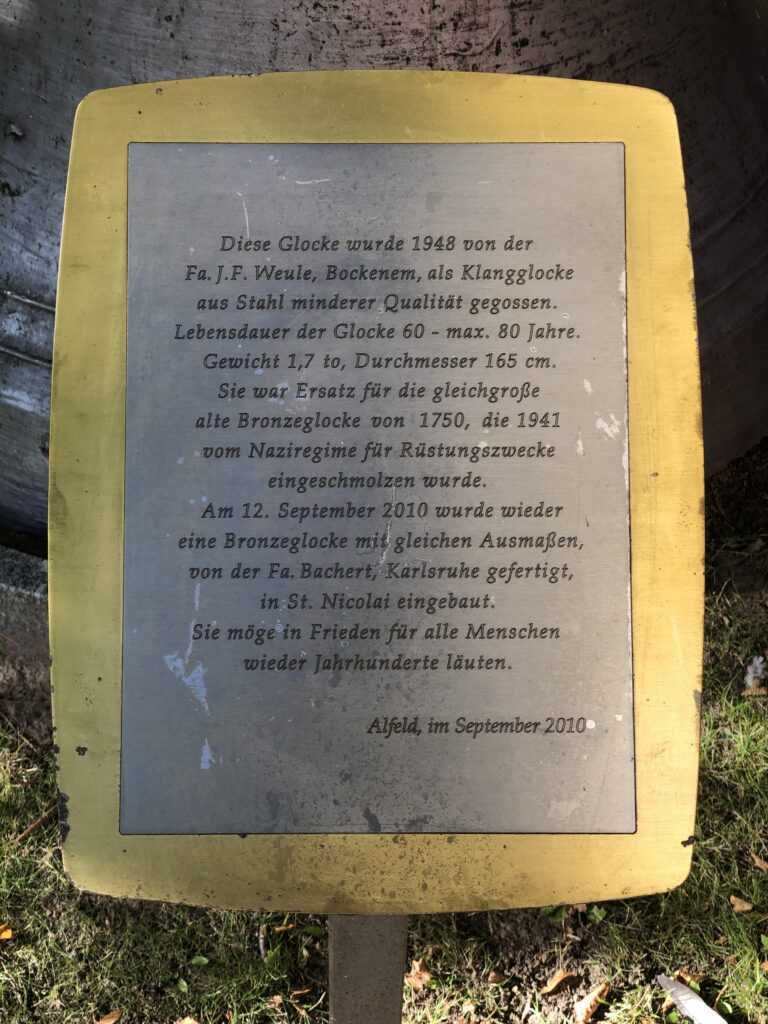 Diese Glocke wurde 1948 von der
Fa. J.F. Weule, Bockenem, als Klangglocke
aus Stahl minderer Qualität gegossen.
Lebensdauer der Glocke 60 - max. 80 Jahre.
Gewicht 1,7 to, Durchmesser 165 cm.
Sie war Ersatz für die gleichgroße
alte Bronzeglocke von 1750, die 1941
vom Naziregime für Rüstungszwecke
eingeschmolzen wurde.
Am 12. September 2010 wurde wieder
eine Bronzeglocke mit gleichen Ausmaßen,
von der Fa. Bachert, Karlsruhe gefertigt,
in St. Nicolai eingebaut.
Sie möge in Frieden für alle Menschen
wieder Jahrhunderte läuten.
Alfeld, im September 2010